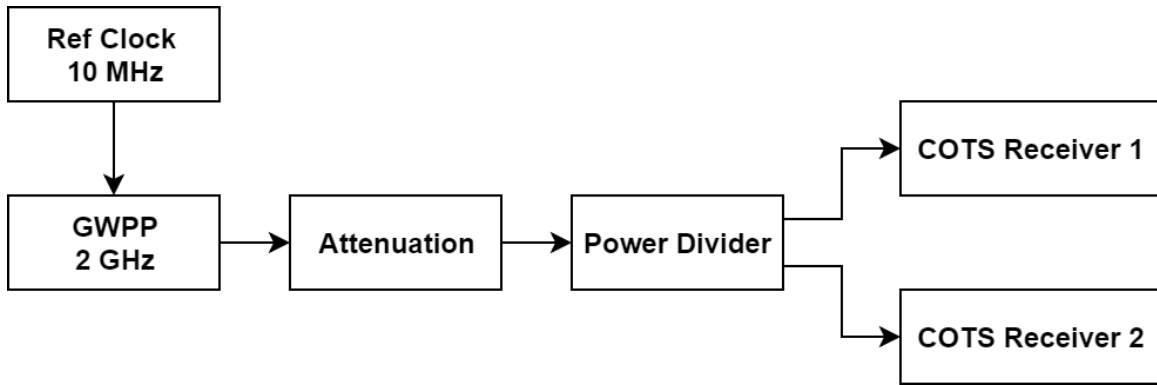 Ref Clock
10 MHz
GWPP
2 GHz
Attenuation
Power Divider
COTS Receiver 1
COTS Receiver 2